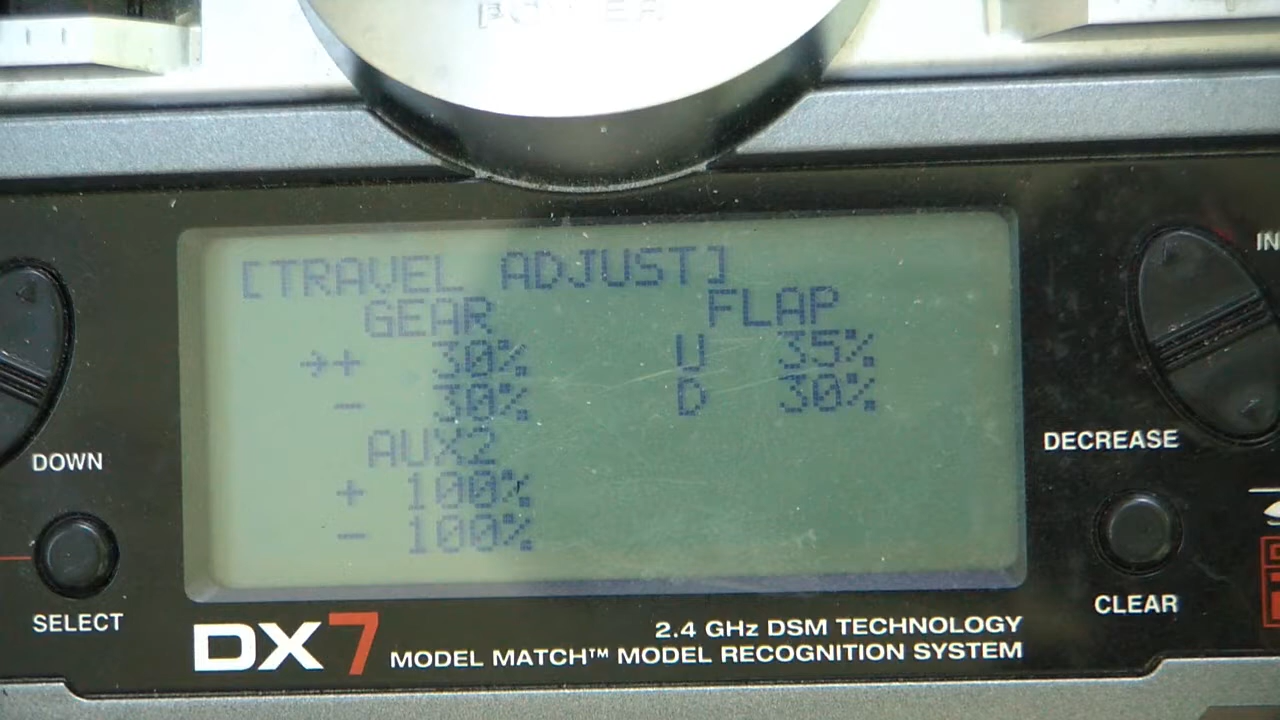 POWER
[TRAVEL ADJUST]
GEAR FLAP
→+ 30% U 35%
- 30% D 30%
AUX2
+ 100%
- 100%
DOWN
SELECT
DECREASE
CLEAR
DX7
2.4 GHz DSM TECHNOLOGY
MODEL MATCH™ MODEL RECOGNITION SYSTEM